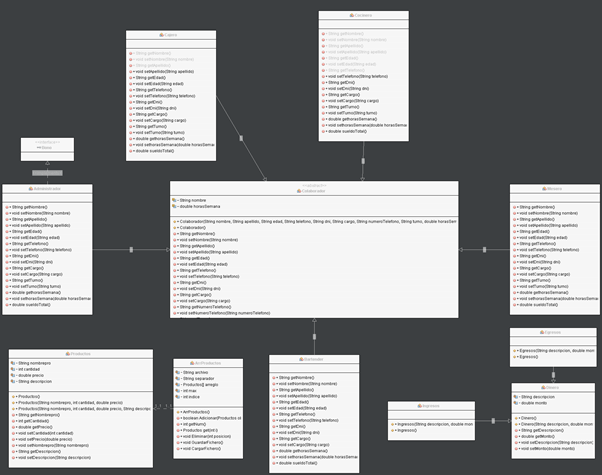 Cajero
String getNombre()
void setNombre(String nombre)
String getApellido()
void setApellido(String apellido)
String getEdad()
void setEdad(String edad)
String getTelefono()
void setTelefono(String telefono)
String getDni()
void setDni(String dni)
String getCargo()
void setCargo(String cargo)
String getTurno()
void setTurno(String turno)
double gethorasSemana()
void sethorasSemana(double horasSemana)
double sueldoTotal()
Cocinero
String getNombre()
void setNombre(String nombre)
String getApellido()
void setApellido(String apellido)
String getEdad()
void setEdad(String edad)
String getTelefono()
void setTelefono(String telefono)
String getDni()
void setDni(String dni)
String getCargo()
void setCargo(String cargo)
String getTurno()
void setTurno(String turno)
double gethorasSemana()
void sethorasSemana(double horasSemana
double sueldoTotal()
Administrador
String getNombre()
void setNombre(String nombre)
String getApellido()
void setApellido(String apellido)
String getEdad()
void setEdad(String edad)
String getTelefono()
void setTelefono(String telefono)
String getDni()
void setDni(String dni)
String getCargo()
void setCargo(String cargo)
String getTurno()
void setTurno(String turno)
double gethorasSemana()
void sethorasSemana(double horasSemana
double sueldoTotal()
Colaborador
String nombre
double horasSemana
Colaborador(String nombre, String apellido, String edad, String telefono, String dni, String cargo, String numeroTelefono, String turno, double horasSem
Colaborador()
String getNombre()
void setNombre(String nombre)
String getApellido()
void setApellido(String apellido)
String getEdad()
void setEdad(String edad)
String getTelefono()
void setTelefono(String telefono)
String getDni()
void setDni(String dni)
String getCargo()
void setCargo(String cargo)
String getNumeroTelefono()
void setNumeroTelefono(String numeroTelefono)
Mesero
String getNombre()
void setNombre(String nombre)
String getApellido()
void setApellido(String apellido)
String getEdad()
void setEdad(String edad)
String getTelefono()
void setTelefono(String telefono)
String getDni()
void setDni(String dni)
String getCargo()
void setCargo(String cargo)
String getTurno()
void setTurno(String turno)
double gethorasSemana()
void sethorasSemana(double horasSemana
double sueldoTotal()
Productos
String nombrepro
int cantidad
double precio
String descripcion
Productos()
Productos(String nombrepro, int cantidad, double precio)
Productos(String nombrepro, int cantidad, double precio, String descripc
String getNombrepro()
int getCantidad()
double getPrecio()
void setCantidad(int cantidad)
void setPrecio(double precio)
void setNombrepro(String nombrepro)
String getDescripcion()
void setDescripcion(String descripcion)
ArrProductos
String archivo
String separador
Productos[] arreglo
int max
int indice
ArrProductos()
boolean Adicionar(Productos
int getNum()
Productos get(int i)
void Eliminar(int posicion)
void GuardarFichero()
void CargarFichero()
String getNombre()
void setNombre(String nombre)
String getApellido()
void setApellido(String apellido)
String getEdad()
void setEdad(String edad)
String getTelefono()
void setTelefono(String telefono)
String getDni()
void setDni(String dni)
String getCargo()
void setCargo(String cargo)
double gethorasSemana()
void sethorasSemana(double horasSemana
double sueldoTotal()
Egresos
Egresos(String descripcion, double mon
Egresos()
Ingresos
Ingresos(String descripcion, double mon
Ingresos()
Dinero
String descripcion
double monto
Dinero()
Dinero(String descripcion, double mon
String getDescripcion()
double getMonto()
void setDescripcion(String descripcion)
void setMonto(double monto)